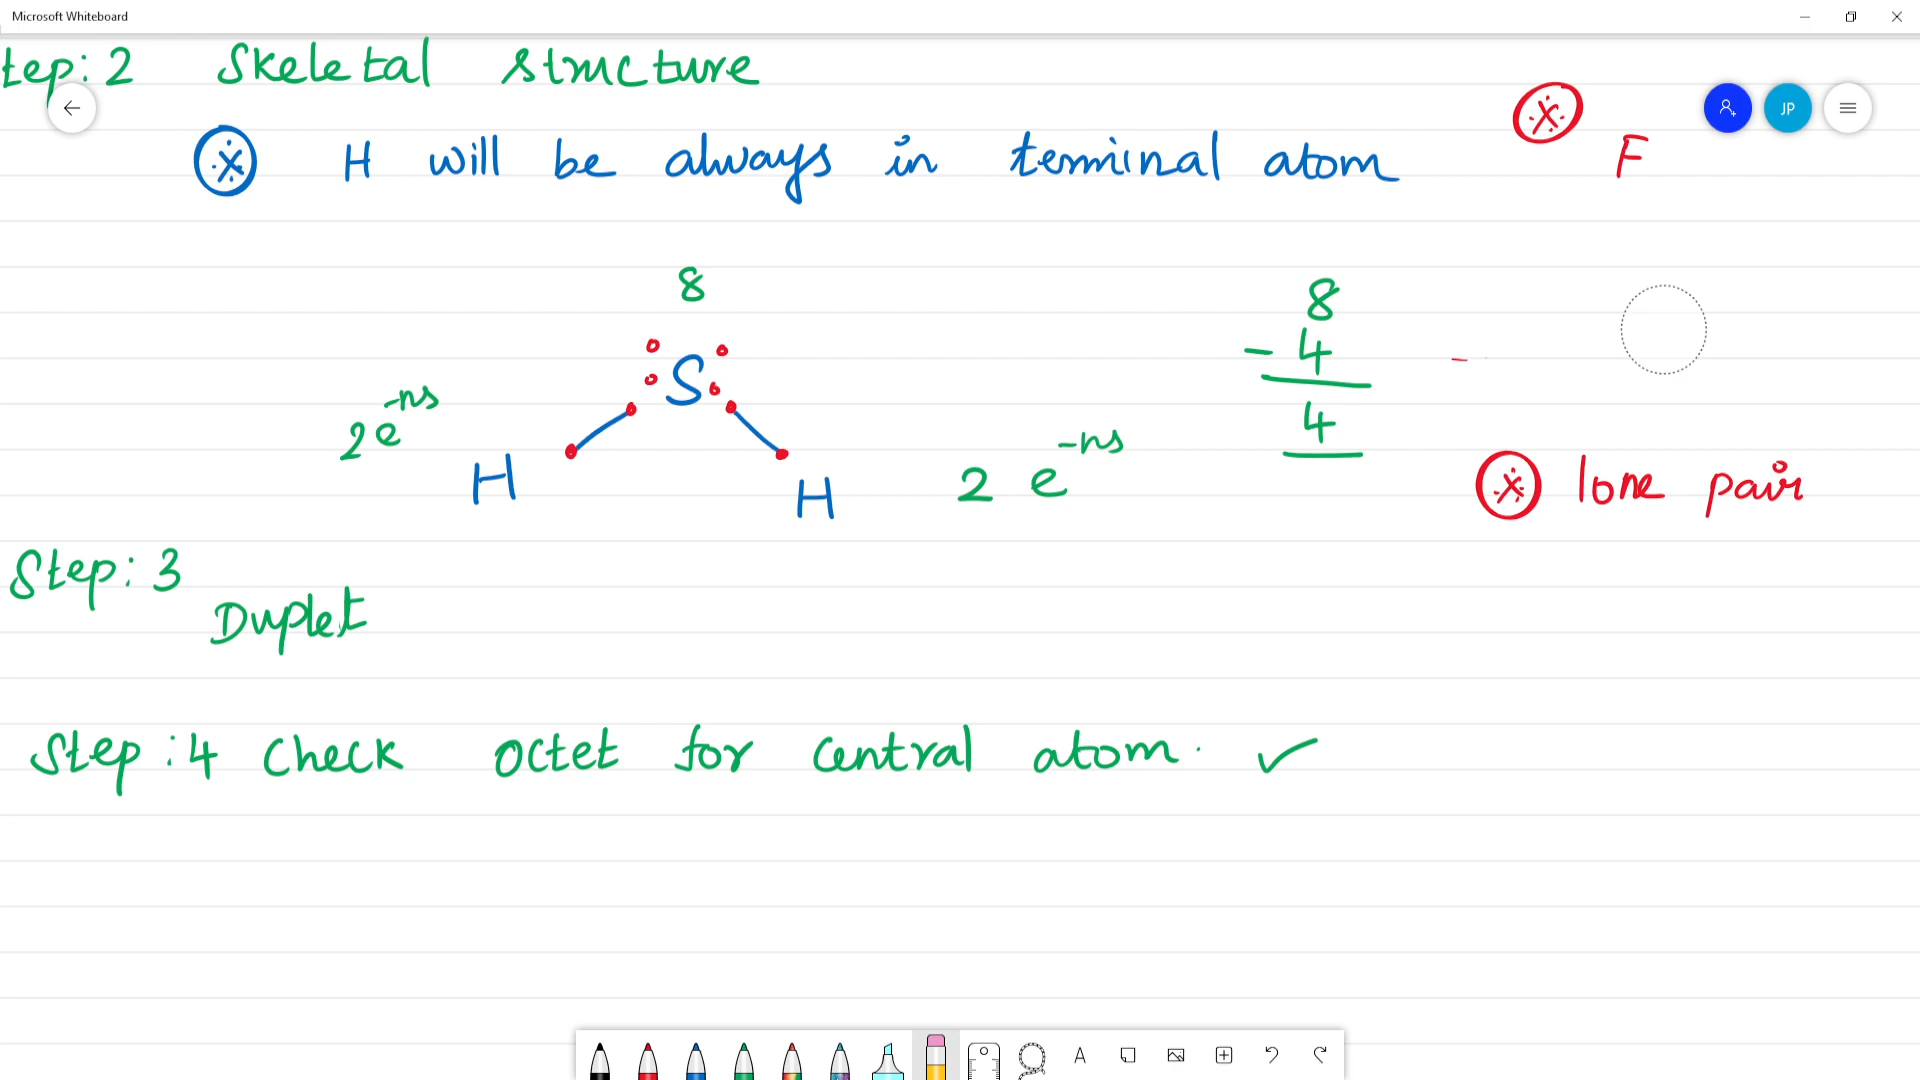 Microsoft Whiteboard
tep: 2 Skeletal structure
JP
H will be always in terminal atom
F
8
8
S
- 4
2e-ns
4
H
H
2 e-ns
lone pair
Step: 3
Duplet
Step: 4 Check octet for central atom. ✓
A